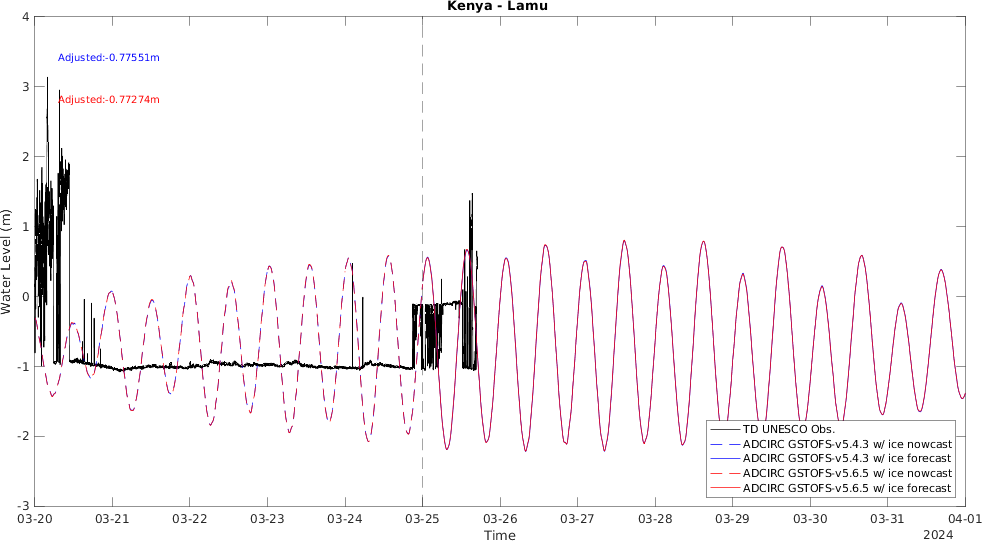 Kenya - Lamu
Adjusted:-0.77551m
Adjusted:-0.77274m
Water Level (m)
4
3
2
1
0
-1
-2
-3
TD UNESCO Obs.
ADCIRC GSTOFS-v5.4.3 w/ ice nowcast
ADCIRC GSTOFS-v5.4.3 w/ ice forecast
ADCIRC GSTOFS-v5.6.5 w/ ice nowcast
ADCIRC GSTOFS-v5.6.5 w/ ice forecast
03-20 03-21 03-22 03-23 03-24 03-25 03-26 03-27 03-28 03-29 03-30 03-31 04-01
Time
2024